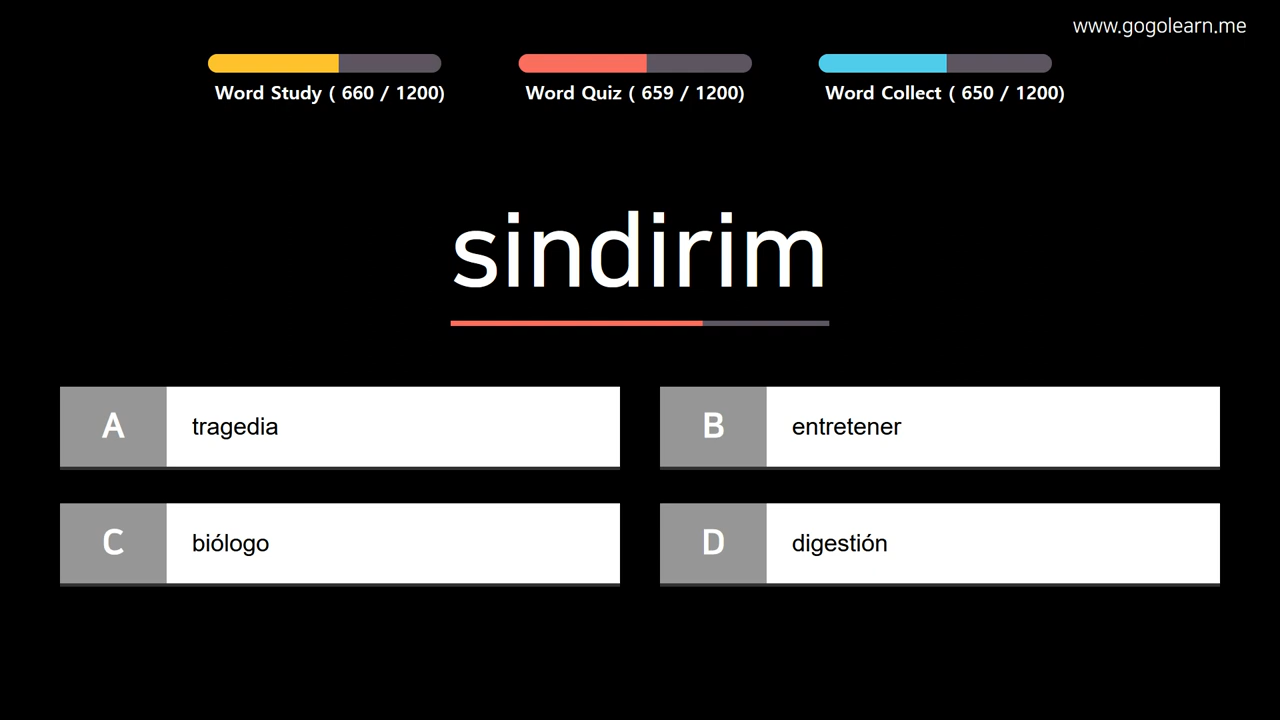 www.gogolearn.me
Word Study ( 660 / 1200)
Word Quiz ( 659 / 1200)
Word Collect ( 650 / 1200)
sindirim
A tragedia
B entretener
C biólogo
D digestión